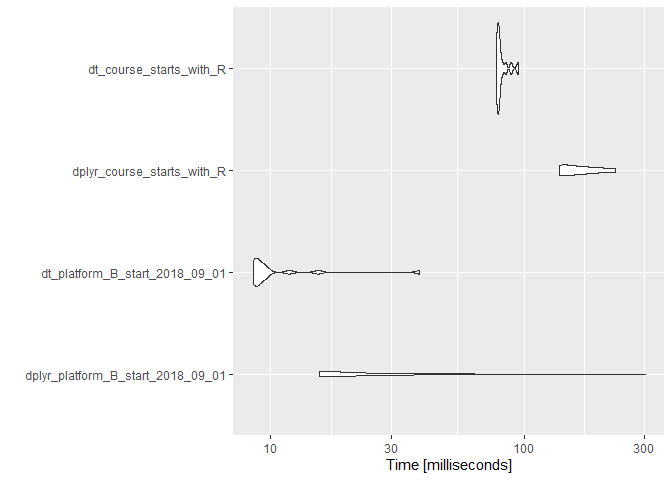 dt_course_starts_with_R
dplyr_course_starts_with_R
dt_platform_B_start_2018_09_01
dplyr_platform_B_start_2018_09_01
10 30 100 300
Time [milliseconds]